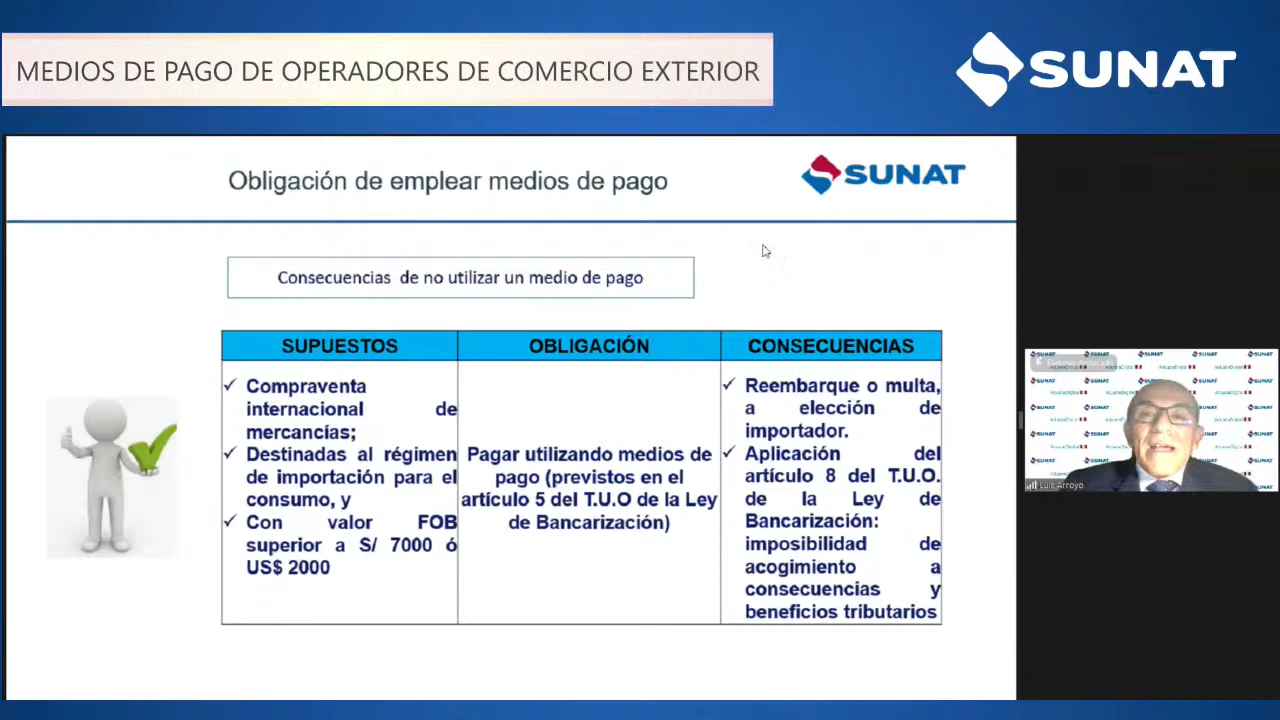 MEDIOS DE PAGO DE OPERADORES DE COMERCIO EXTERIOR
SUNAT
Obligación de emplear medios de pago
SUNAT
Consecuencias de no utilizar un medio de pago
SUPUESTOS
OBLIGACIÓN
CONSECUENCIAS
✓ Compraventa
internacional de
mercancías;
✓ Destinadas al régimen
de importación para el
consumo, y
✓ Con valor FOB
superior a S/ 7000 ó
US$ 2000
Pagar utilizando medios de
pago (previstos en el
artículo 5 del T.U.O de la Ley
de Bancarización)
✓ Reembarque o multa,
a elección de
importador.
✓ Aplicación del
artículo 8 del T.U.O.
de la Ley de
Bancarización:
imposibilidad de
acogimiento a
consecuencias y
beneficios tributarios
Luis Arroyo